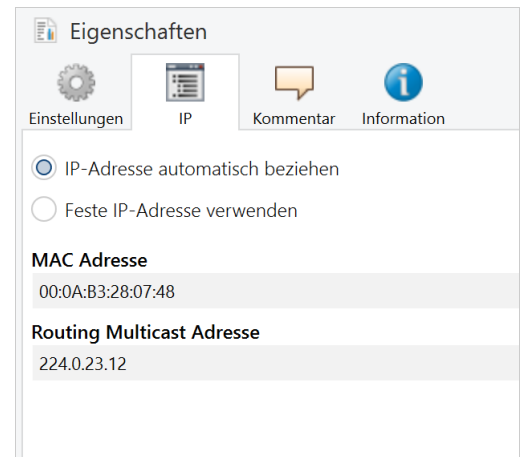 Eigenschaften
Einstellungen IP Kommentar Information
IP-Adresse automatisch beziehen
Feste IP-Adresse verwenden
MAC Adresse
00:0A:B3:28:07:48
Routing Multicast Adresse
224.0.23.12